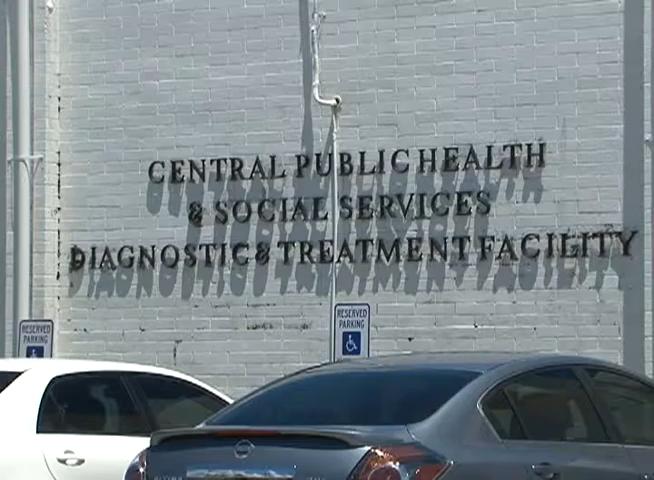 CENTRAL PUBLIC HEALTH
& SOCIAL SERVICES
DIAGNOSTIC & TREATMENT FACILITY
RESERVED
PARKING
RESERVED
PARKING